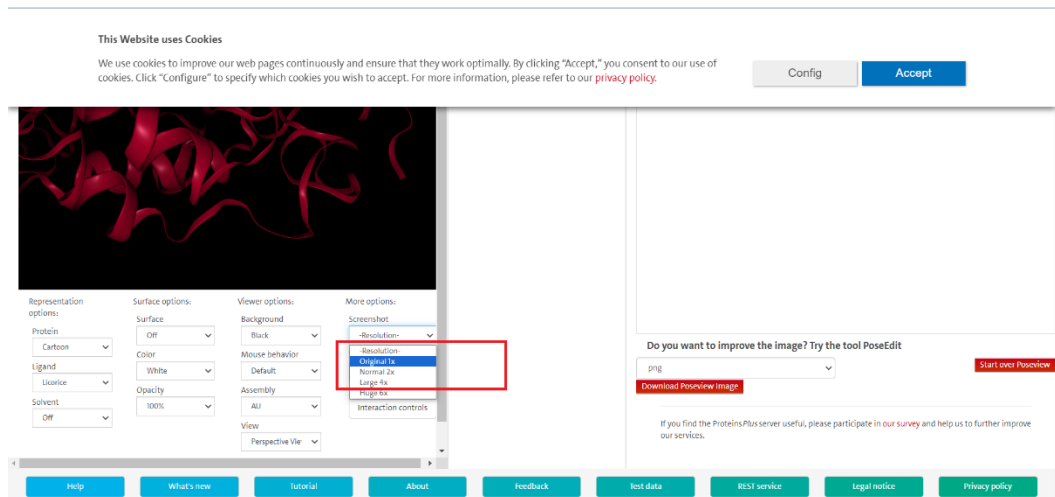 This Website uses Cookies
We use cookies to improve our web pages continuously and ensure that they work optimally. By clicking "Accept," you consent to our use of
cookies. Click "Configure" to specify which cookies you wish to accept. For more information, please refer to our privacy policy.
Config
Accept
Representation
options:
Protein
Cartoon
Ligand
Licorice
Solvent
Off
Surface options:
Surface
Off
Color
White
Opacity
100%
Viewer options:
Background
Black
Mouse behavior
Default
Assembly
AU
View
Perspective Vie
More options:
Screenshot
-Resolution-
-Resolution-
Original 1x
Normal 2x
Large 4x
Huge 6x
Interaction controls
Do you want to improve the image? Try the tool PoseEdit
png
Start over Poseview
Download Poseview Image
If you find the ProteinsPlus server useful, please participate in our survey and help us to further improve
our services.
Help
What's new
Tutorial
About
Feedback
Test data
REST service
Legal notice
Privacy policy